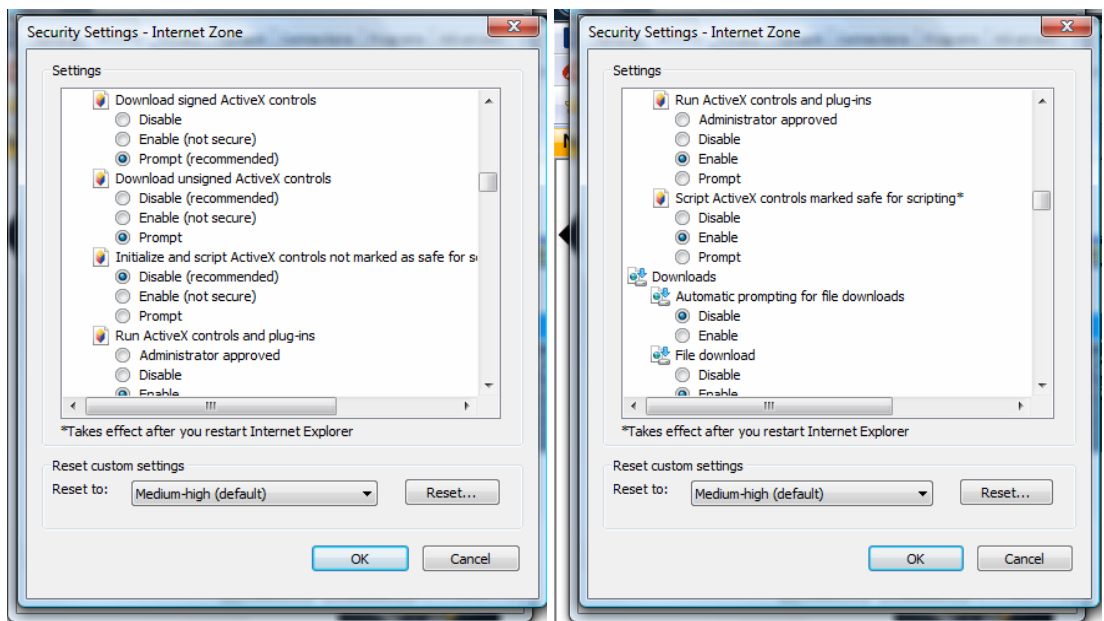 Security Settings - Internet Zone
Settings
Download signed ActiveX controls
Disable
Enable (not secure)
Prompt (recommended)
Download unsigned ActiveX controls
Disable (recommended)
Enable (not secure)
Prompt
Initialize and script ActiveX controls not marked as safe for
Disable (recommended)
Enable (not secure)
Prompt
Run ActiveX controls and plug-ins
Administrator approved
Disable
Enable
*Takes effect after you restart Internet Explorer
Reset custom settings
Reset to: Medium-high (default) Reset...
OK Cancel
Security Settings - Internet Zone
Settings
Run ActiveX controls and plug-ins
Administrator approved
Disable
Enable
Prompt
Script ActiveX controls marked safe for scripting*
Disable
Enable
Prompt
Downloads
Automatic prompting for file downloads
Disable
Enable
File download
Disable
Enable
*Takes effect after you restart Internet Explorer
Reset custom settings
Reset to: Medium-high (default) Reset...
OK Cancel